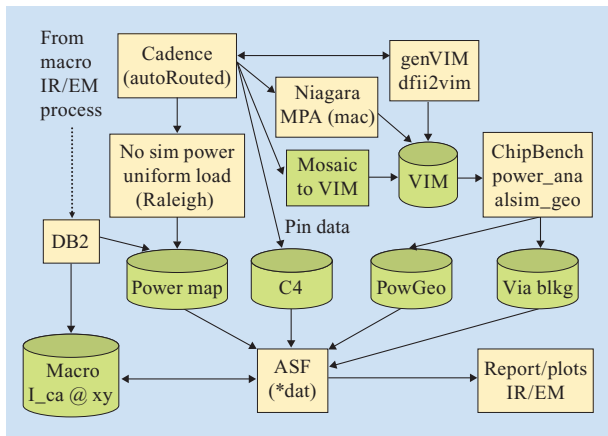 From
macro
IR/EM
process
Cadence
(autoRouted)
genVIM
dfii2vim
Niagara
MPA (mac)
No sim power
uniform load
(Raleigh)
Mosaic
to VIM
VIM
ChipBench
power_ana
alsim_geo
Pin data
DB2
Power map
C4
PowGeo
Via blkg
Macro
I_ca @ xy
ASF
(*dat)
Report/plots
IR/EM